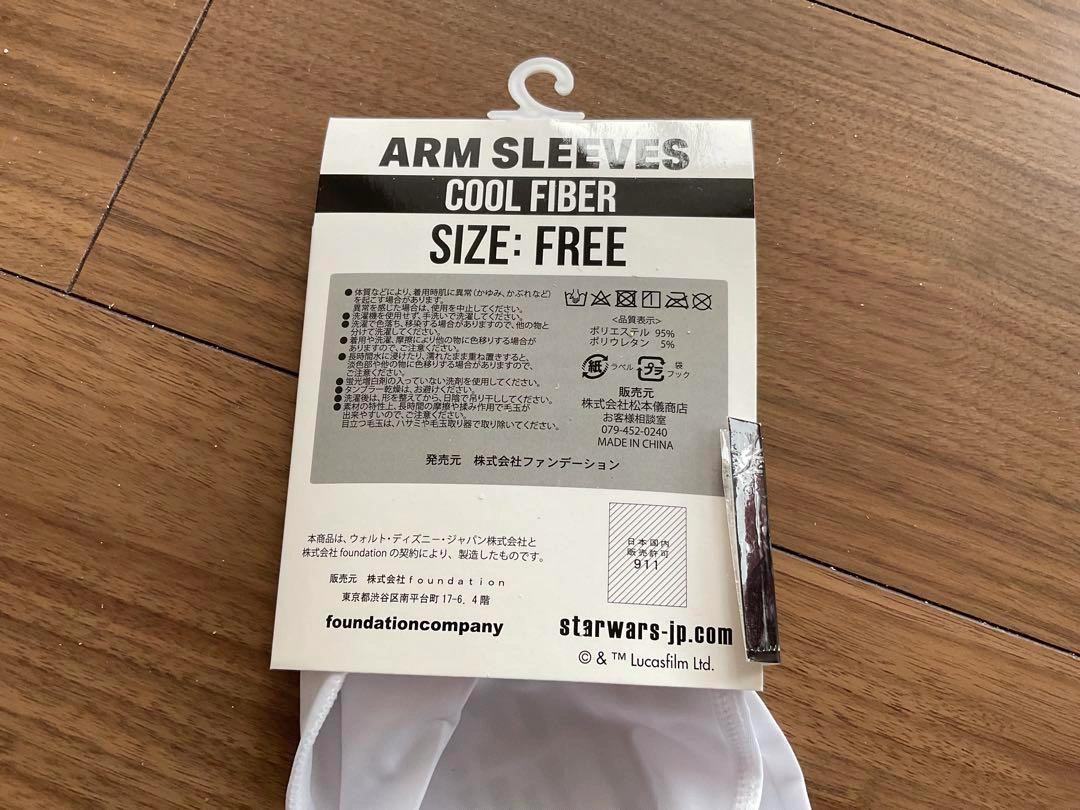 ARM SLEEVES
COOL FIBER
SIZE: FREE
●体質などにより、着用時肌に異常（かゆみ、かぶれなど）
を起こす場合があります。
異常を感じた場合は、使用を中止してください。
●洗濯機を使用せず、手洗いで洗濯してください。
●洗濯で色落ち、移染する場合がありますので、他の物と
分けて洗濯してください。
●着用や洗濯、摩擦により他の物に色移りする場合が
ありますので、ご注意ください。
●長時間水に浸けたり、濡れたまま重ね置きすると、
淡色部や他の物に色移りする場合がありますので、
ご注意ください。
●蛍光増白剤の入っていない洗剤を使用してください。
●タンブラー乾燥は、お避けください。
●洗濯後は、形を整えてから、日陰で吊り干ししてください。
●素材の特性上、長時間の摩擦や揉み作用で毛玉が
出来やすいので、ご注意ください。
目立つ毛玉は、ハサミや毛玉取り器で取り除いてください。
<品質表示>
ポリエステル 95%
ポリウレタン 5%
紙 ラベル プラ 袋
フック
販売元
株式会社松本儀商店
お客様相談室
079-452-0240
MADE IN CHINA
発売元 株式会社ファンデーション
本商品は、ウォルト・ディズニー・ジャパン株式会社と
株式会社 foundation の契約により、製造したものです。
販売元 株式会社foundation
東京都渋谷区南平台町 17-6. 4階
foundationcompany
日本国内
販売許可
911
starwars-jp.com
© & ™ Lucasfilm Ltd.